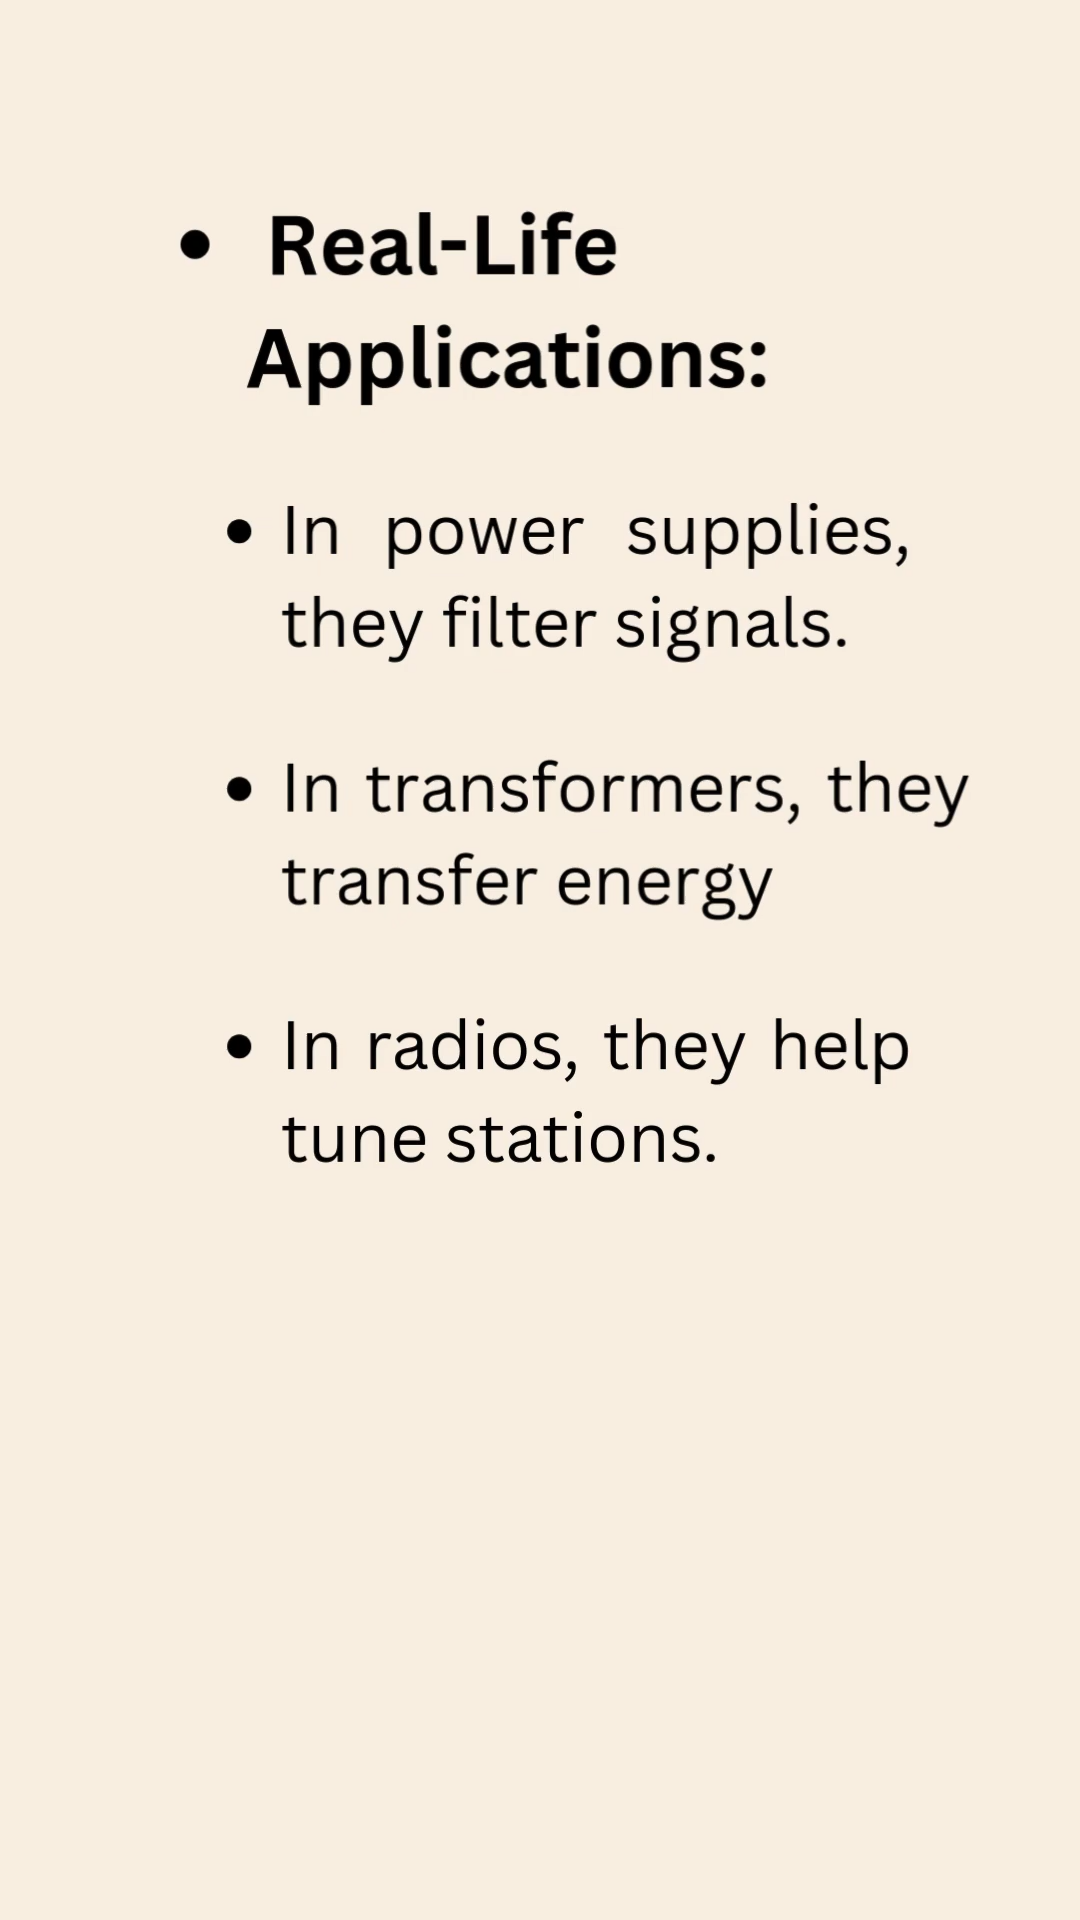 • Real-Life
Applications:
• In power supplies,
they filter signals.
• In transformers, they
transfer energy
• In radios, they help
tune stations.